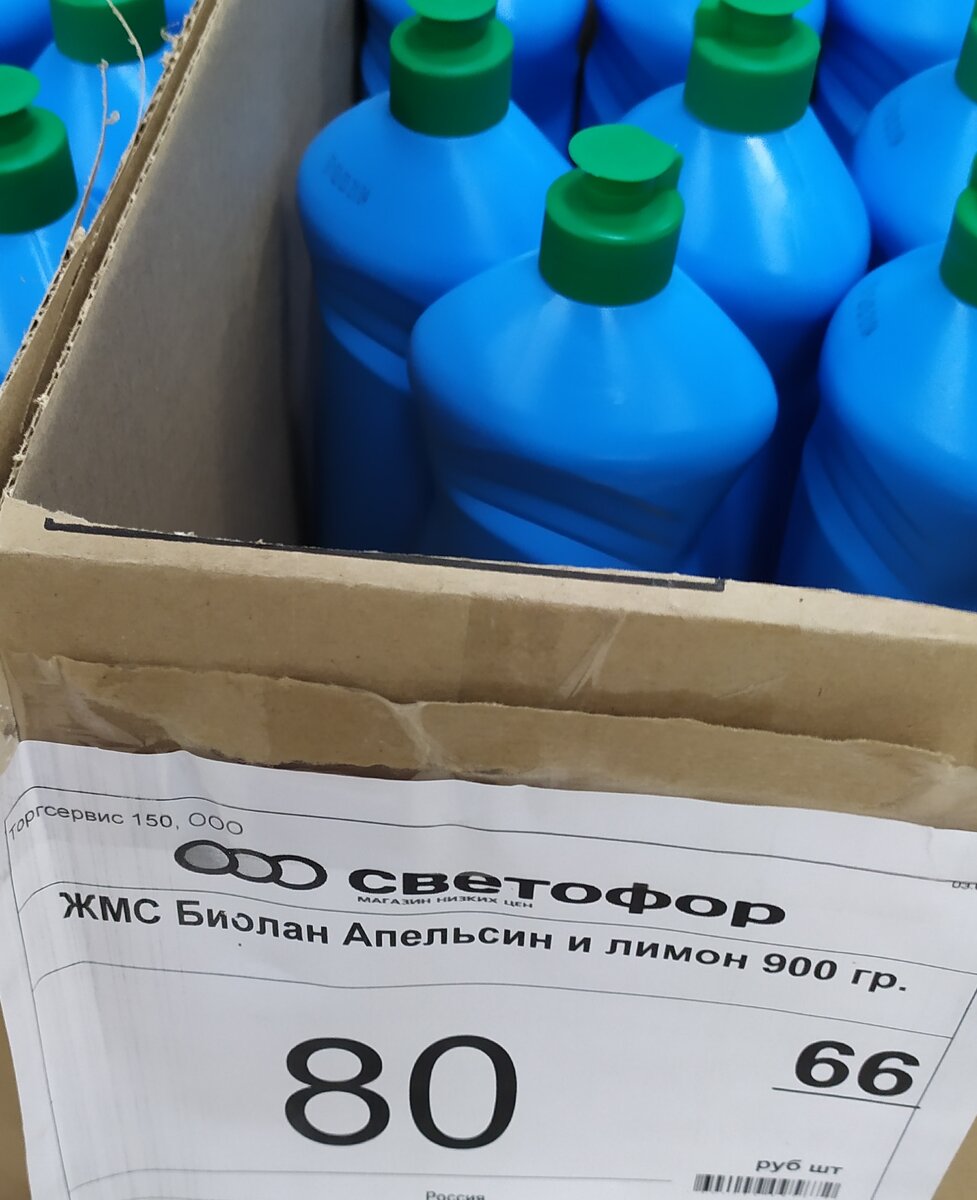 Торгсервис 150, ООО
светофор
МАГАЗИН НИЗКИХ ЦЕН
ЖМС Биолан Апельсин и лимон 900 гр.
80 66
руб шт
Россия